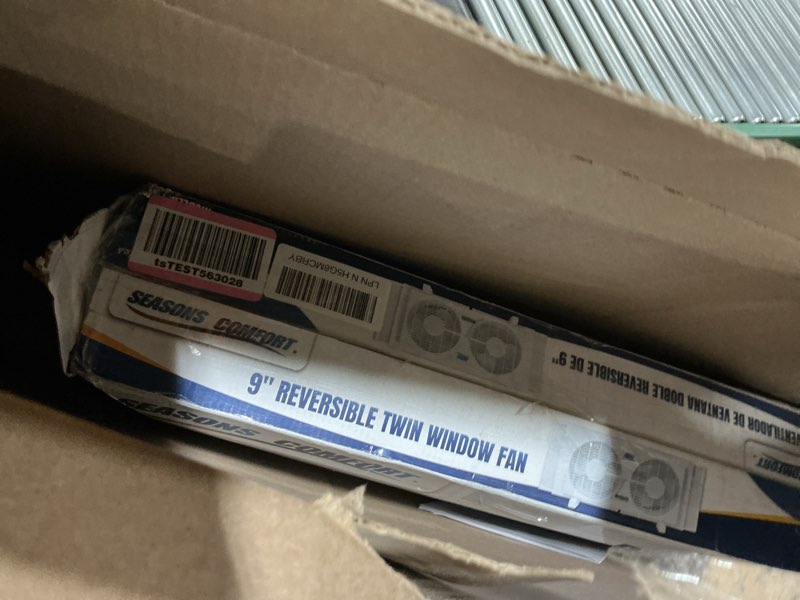 tsTEST563028
LPN N H5G8MCRBY
SEASONS COMFORT.
VENTILADOR DE VENTANA DOBLE REVERSIBLE DE 9"
9" REVERSIBLE TWIN WINDOW FAN
COMFORT
SEASONS COMFORT